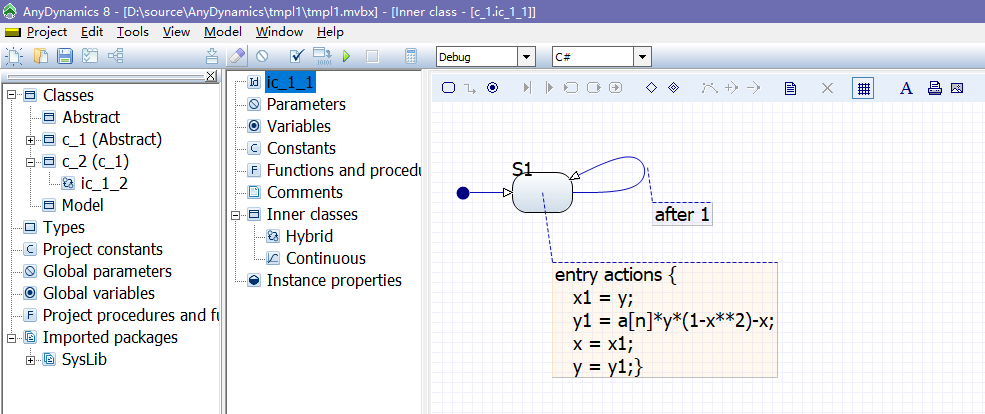 AnyDynamics 8 - [D:\source\AnyDynamics\tmpl1\tmpl1.mvbx] - [Inner class - [c_1.ic_1_1]]
Project Edit Tools View Model Window Help
Debug C#
Classes
Abstract
c_1 (Abstract)
c_2 (c_1)
ic_1_2
Model
Types
Project constants
Global parameters
Global variables
Project procedures and fu
Imported packages
SysLib
Id ic_1_1
Parameters
Variables
C Constants
F Functions and procedu
Comments
Inner classes
Hybrid
Continuous
Instance properties
A
S1
after 1
entry actions {
x1 = y;
y1 = a[n]*y*(1-x**2)-x;
x = x1;
y = y1;}